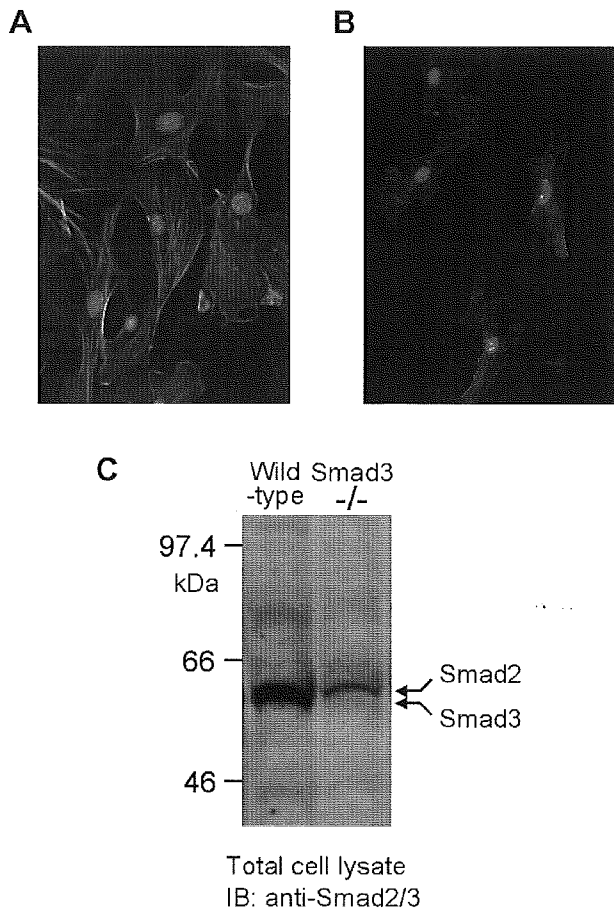 A
B
C
Wild Smad3
-type -/-
97.4
kDa
66
Smad2
Smad3
46
Total cell lysate
IB: anti-Smad2/3